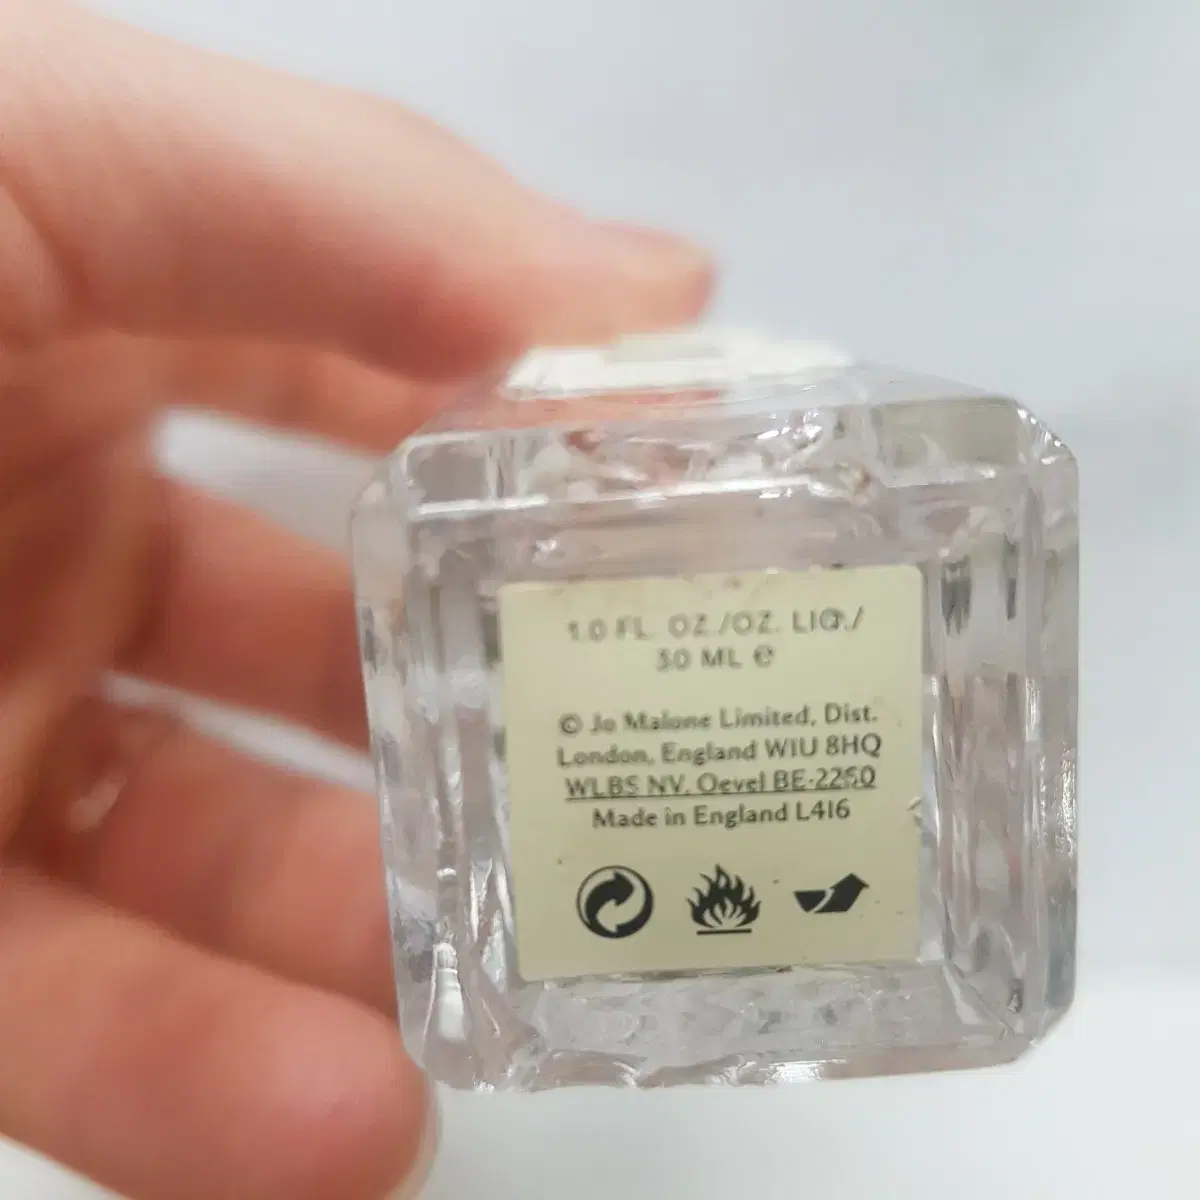 1.0 FL. OZ./OZ. LIQ./
30 ML ℮
© Jo Malone Limited, Dist.
London, England W1U 8HQ
WLBS NV, Oevel BE-2260
Made in England L416